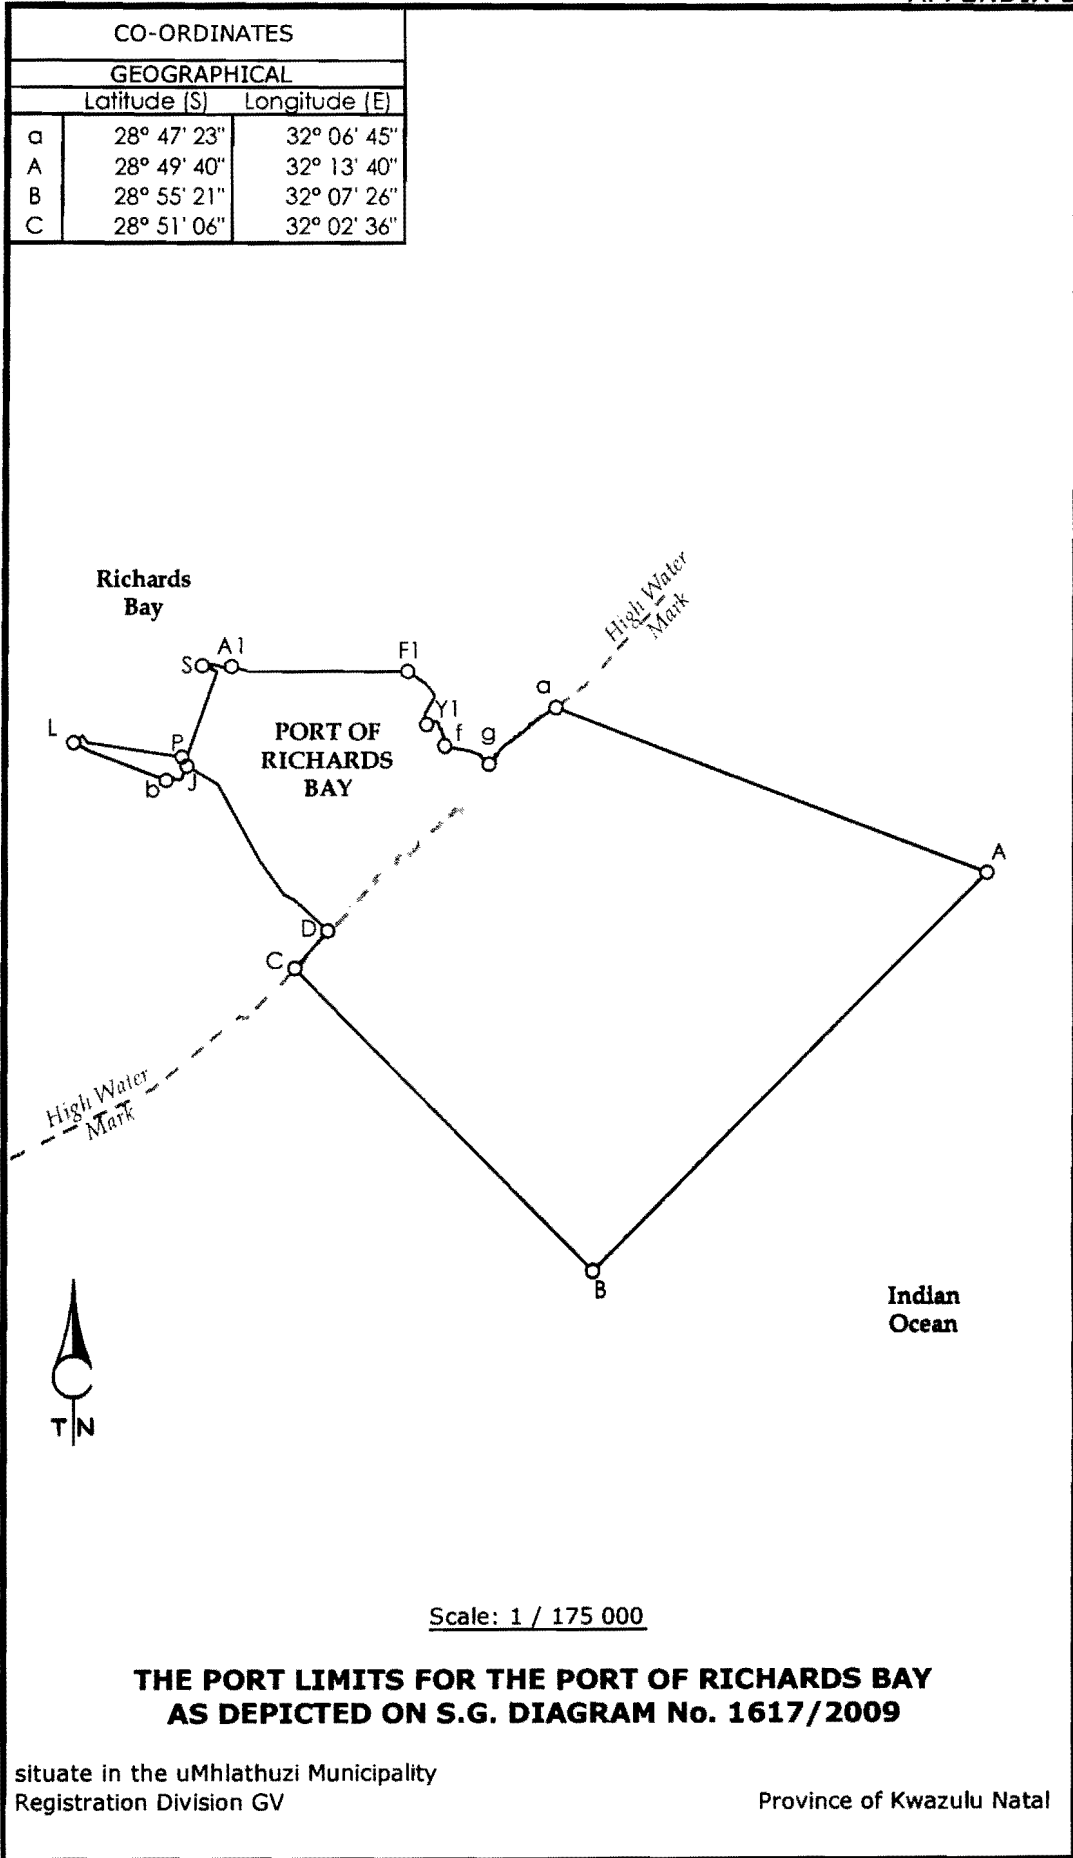 CO-ORDINATES
GEOGRAPHICAL
Latitude (S) Longitude (E)
a 28° 47' 23" 32° 06' 45"
A 28° 49' 40" 32° 13' 40"
B 28° 55' 21" 32° 07' 26"
C 28° 51' 06" 32° 02' 36"
High Water
Mark
Richards
Bay
S A1 F1
a
Y1
L P f g
PORT OF
RICHARDS
BAY
b J
A
D
C
High Water
Mark
B
Indian
Ocean
T N
Scale: 1 / 175 000
THE PORT LIMITS FOR THE PORT OF RICHARDS BAY
AS DEPICTED ON S.G. DIAGRAM No. 1617/2009
situate in the uMhlathuzi Municipality
Registration Division GV
Province of Kwazulu Natal